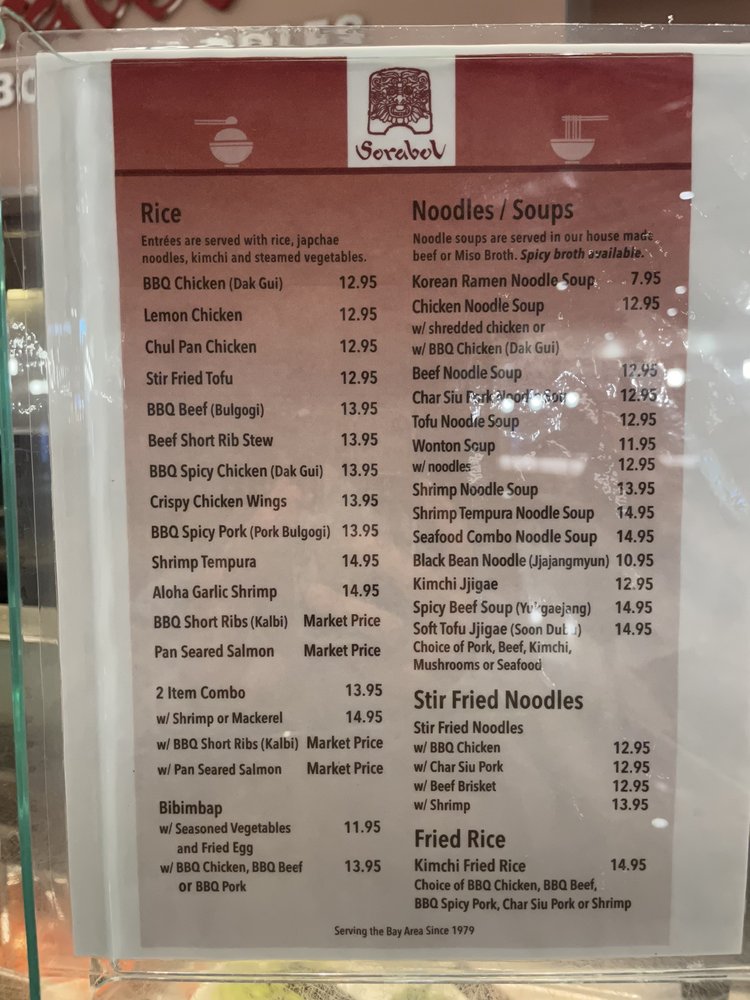 Sorabol
Rice
Entrées are served with rice, japchae
noodles, kimchi and steamed vegetables.
BBQ Chicken (Dak Gui) 12.95
Lemon Chicken 12.95
Chul Pan Chicken 12.95
Stir Fried Tofu 12.95
BBQ Beef (Bulgogi) 13.95
Beef Short Rib Stew 13.95
BBQ Spicy Chicken (Dak Gui) 13.95
Crispy Chicken Wings 13.95
BBQ Spicy Pork (Pork Bulgogi) 13.95
Shrimp Tempura 14.95
Aloha Garlic Shrimp 14.95
BBQ Short Ribs (Kalbi) Market Price
Pan Seared Salmon Market Price
2 Item Combo 13.95
w/ Shrimp or Mackerel 14.95
w/ BBQ Short Ribs (Kalbi) Market Price
w/ Pan Seared Salmon Market Price
Bibimbap
w/ Seasoned Vegetables 11.95
and Fried Egg
w/ BBQ Chicken, BBQ Beef 13.95
or BBQ Pork
Noodles / Soups
Noodle soups are served in our house made
beef or Miso Broth. Spicy broth available.
Korean Ramen Noodle Soup 7.95
Chicken Noodle Soup 12.95
w/ shredded chicken or
w/ BBQ Chicken (Dak Gui)
Beef Noodle Soup 12.95
Char Siu Pork Noodle Soup 12.95
Tofu Noodle Soup 12.95
Wonton Soup 11.95
w/ noodles 12.95
Shrimp Noodle Soup 13.95
Shrimp Tempura Noodle Soup 14.95
Seafood Combo Noodle Soup 14.95
Black Bean Noodle (Jjajangmyun) 10.95
Kimchi Jjigae 12.95
Spicy Beef Soup (Yukgaejang) 14.95
Soft Tofu Jjigae (Soon Dubu) 14.95
Choice of Pork, Beef, Kimchi,
Mushrooms or Seafood
Stir Fried Noodles
Stir Fried Noodles
w/ BBQ Chicken 12.95
w/ Char Siu Pork 12.95
w/ Beef Brisket 12.95
w/ Shrimp 13.95
Fried Rice
Kimchi Fried Rice 14.95
Choice of BBQ Chicken, BBQ Beef,
BBQ Spicy Pork, Char Siu Pork or Shrimp
Serving the Bay Area Since 1979